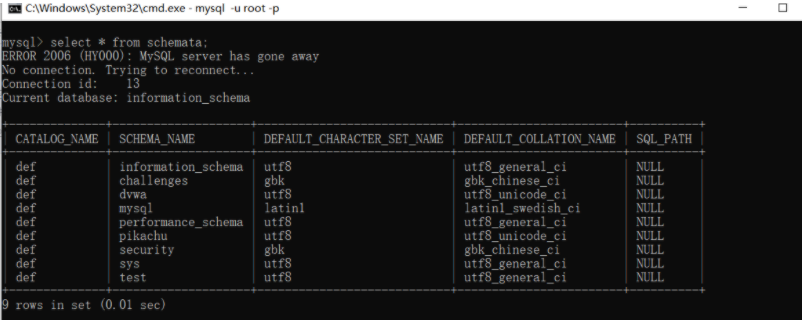 C:\Windows\System32\cmd.exe - mysql  -u root -p
mysql> select * from schemata;
ERROR 2006 (HY000): MySQL server has gone away
No connection. Trying to reconnect...
Connection id:    13
Current database: information_schema
CATALOG_NAME | SCHEMA_NAME | DEFAULT_CHARACTER_SET_NAME | DEFAULT_COLLATION_NAME | SQL_PATH
def | information_schema | utf8 | utf8_general_ci | NULL
def | challenges | gbk | gbk_chinese_ci | NULL
def | dvwa | utf8 | utf8_unicode_ci | NULL
def | mysql | latin1 | latin1_swedish_ci | NULL
def | performance_schema | utf8 | utf8_general_ci | NULL
def | pikachu | utf8 | utf8_unicode_ci | NULL
def | security | gbk | gbk_chinese_ci | NULL
def | sys | utf8 | utf8_general_ci | NULL
def | test | utf8 | utf8_general_ci | NULL
9 rows in set (0.01 sec)